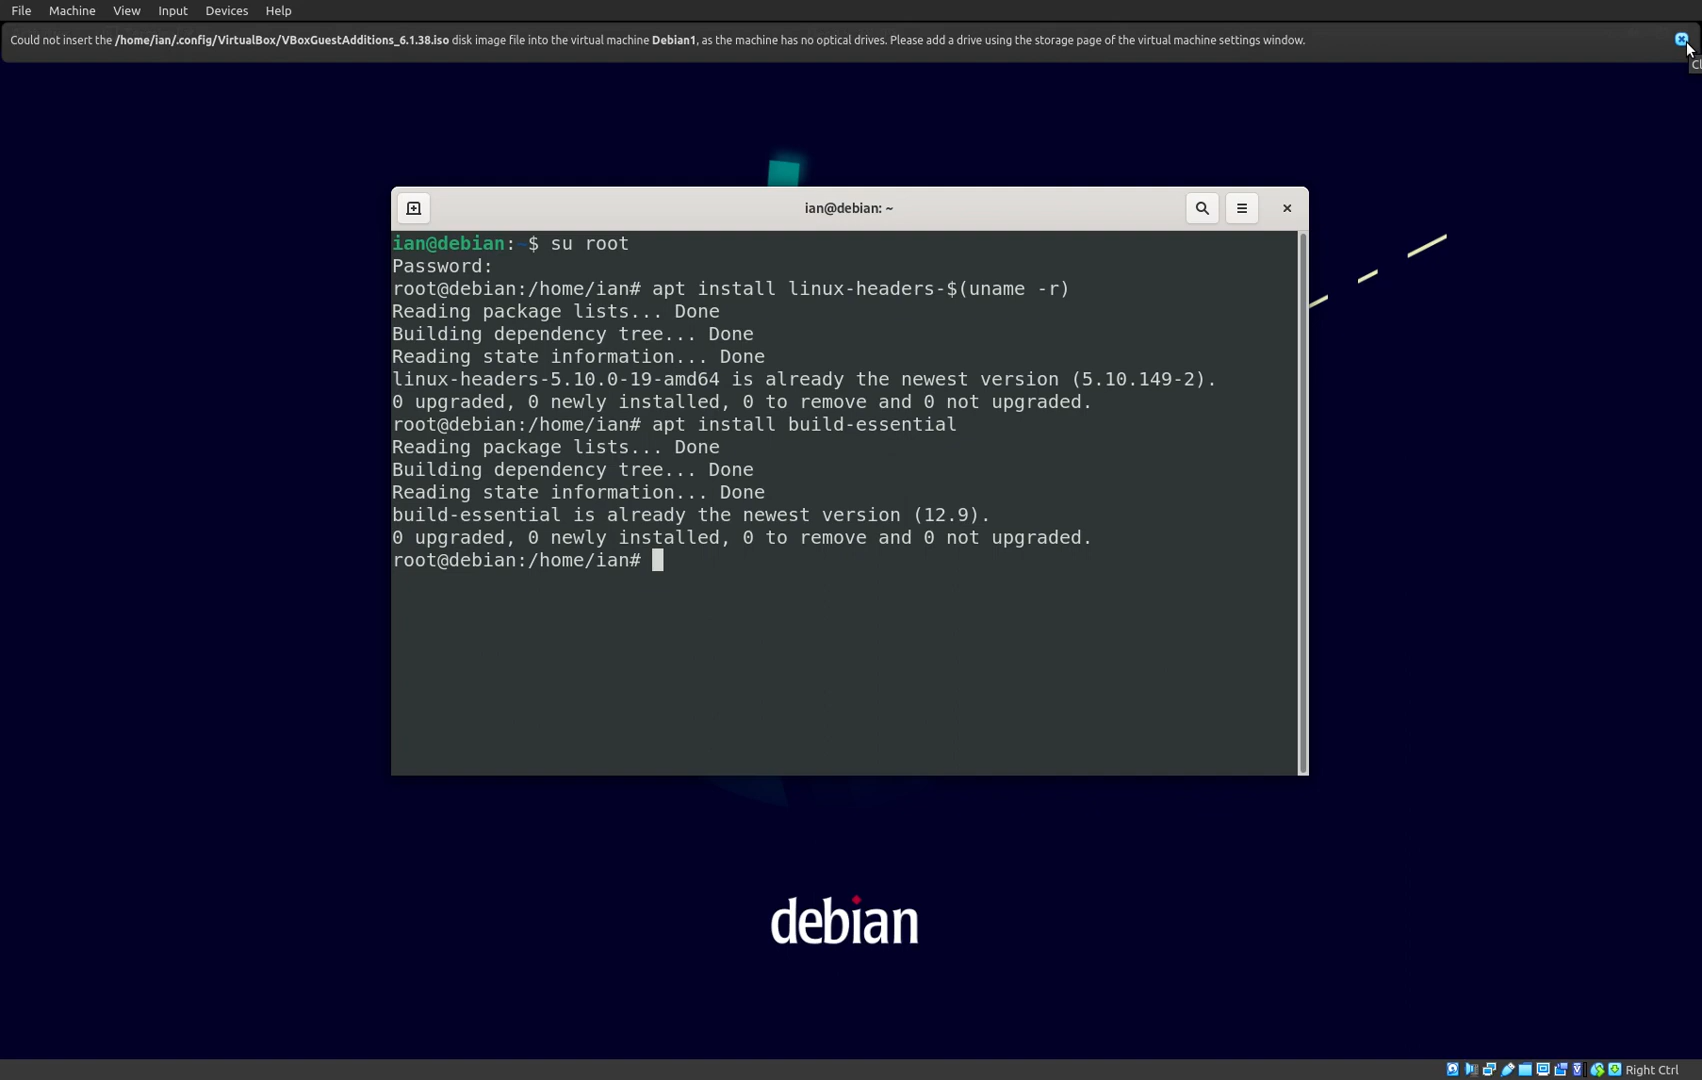 File Machine View Input Devices Help
Could not insert the /home/ian/.config/VirtualBox/VBoxGuestAdditions_6.1.38.iso disk image file into the virtual machine Debian1, as the machine has no optical drives. Please add a drive using the storage page of the virtual machine settings window.
Cl
ian@debian: ~
ian@debian:~$ su root
Password:
root@debian:/home/ian# apt install linux-headers-$(uname -r)
Reading package lists... Done
Building dependency tree... Done
Reading state information... Done
linux-headers-5.10.0-19-amd64 is already the newest version (5.10.149-2).
0 upgraded, 0 newly installed, 0 to remove and 0 not upgraded.
root@debian:/home/ian# apt install build-essential
Reading package lists... Done
Building dependency tree... Done
Reading state information... Done
build-essential is already the newest version (12.9).
0 upgraded, 0 newly installed, 0 to remove and 0 not upgraded.
root@debian:/home/ian#
debian
Right Ctrl